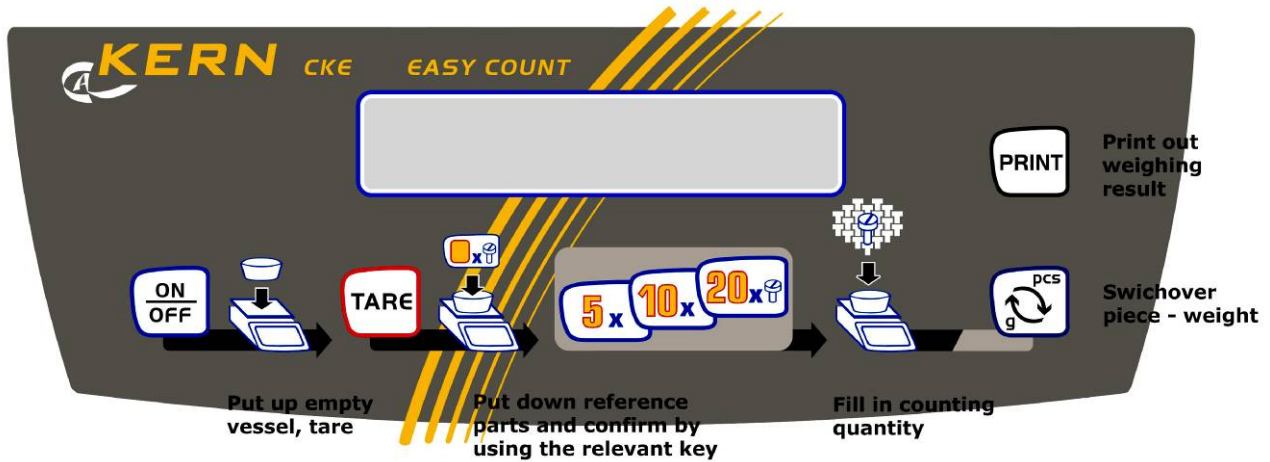 KERN CKE EASY COUNT
PRINT
Print out
weighing
result
ON
OFF
TARE
x
5 x
10x
20x
pcs
g
Swichover
piece - weight
Put up empty
vessel, tare
Put down reference
parts and confirm by
using the relevant key
Fill in counting
quantity